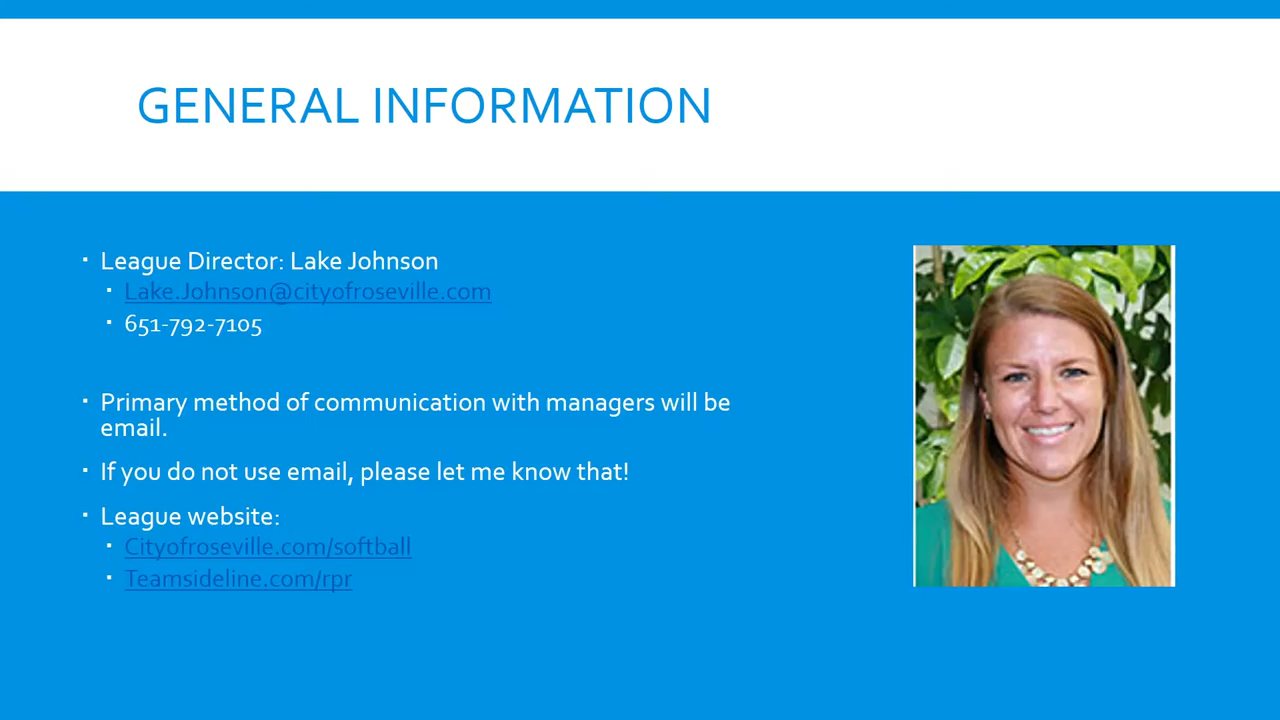 GENERAL INFORMATION
▪ League Director: Lake Johnson
▪ Lake.Johnson@cityofroseville.com
▪ 651-792-7105
▪ Primary method of communication with managers will be
email.
▪ If you do not use email, please let me know that!
▪ League website:
▪ Cityofroseville.com/softball
▪ Teamsideline.com/rpr